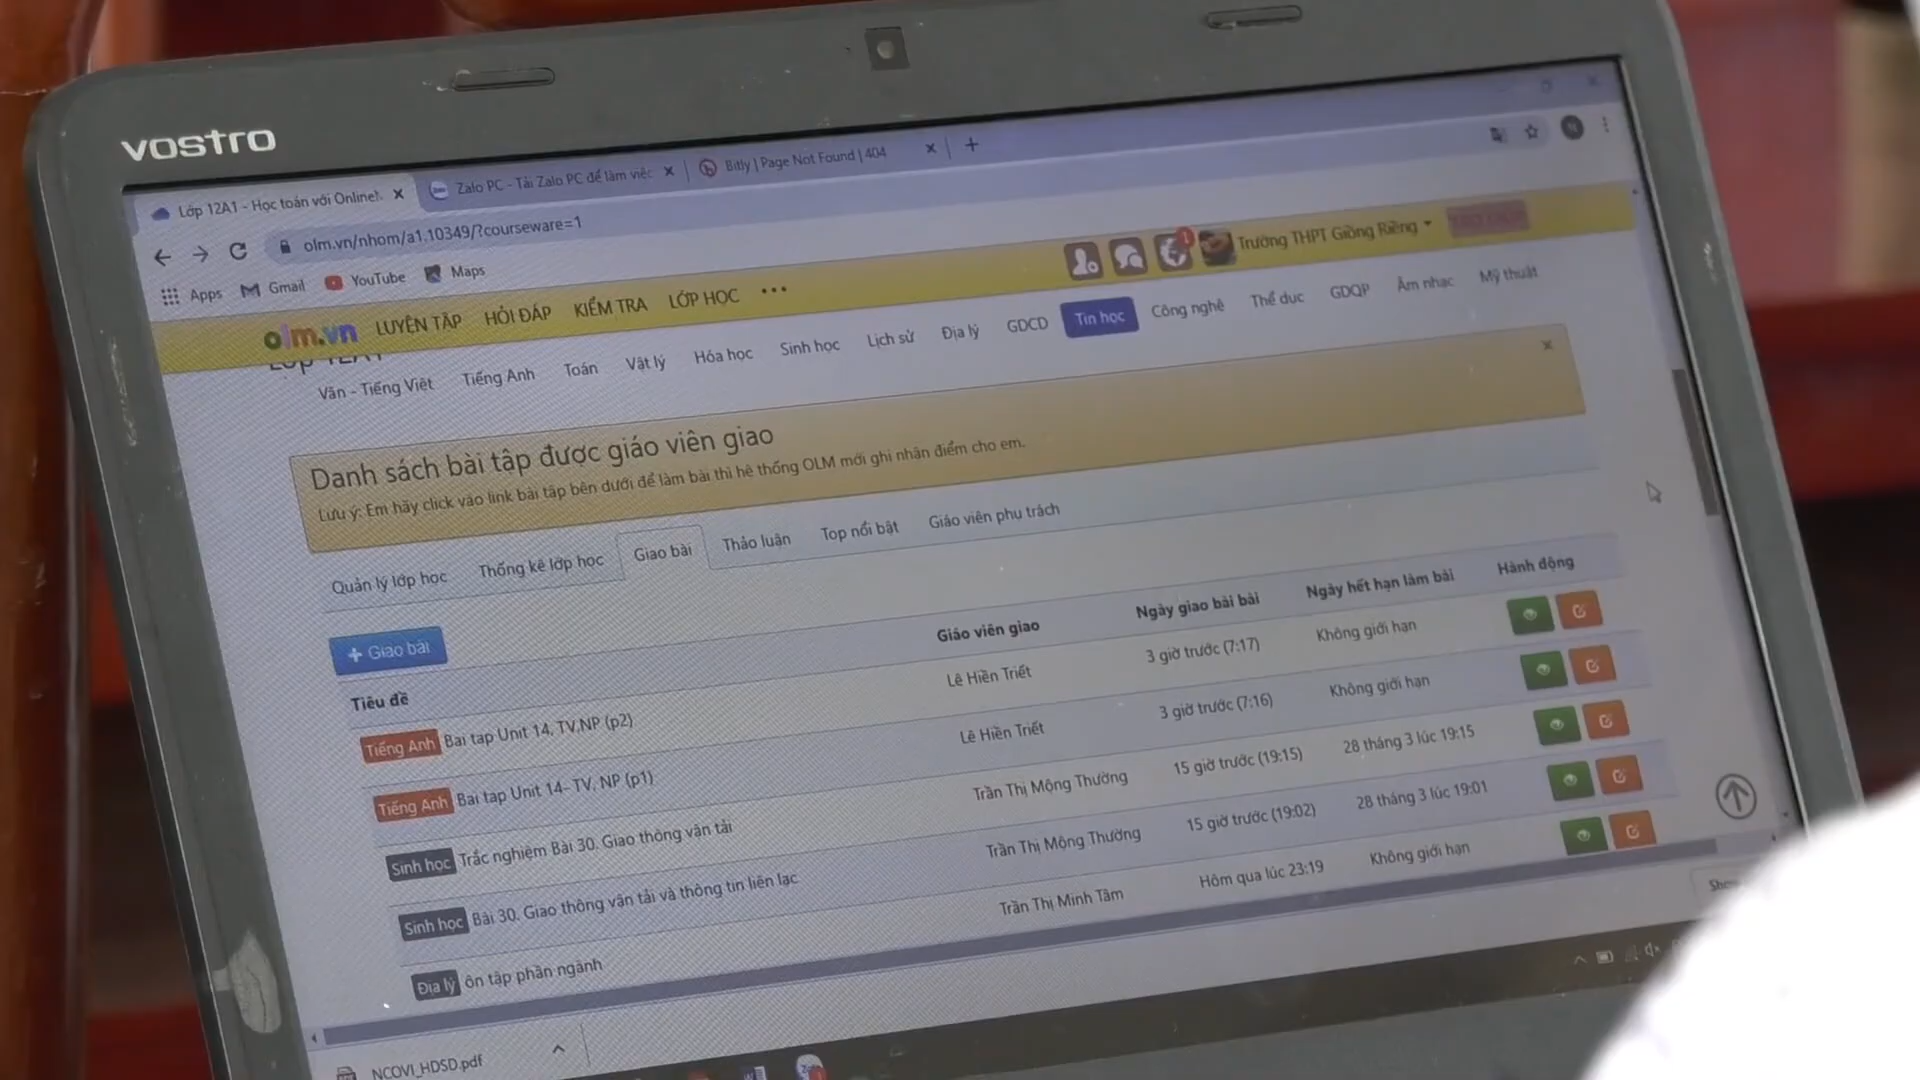 vostro
Lớp 12A1 - Học toán với OnlineM
Zalo PC - Tải Zalo PC để làm việc
Bitly | Page Not Found | 404
olm.vn/nhom/a1.10349/?courseware=1
Apps
Gmail
YouTube
Maps
olm.vn
LUYỆN TẬP
HỎI ĐÁP
KIỂM TRA
LỚP HỌC
1
Trường THPT Giồng Riềng
Lớp 12A1
Văn - Tiếng Việt
Tiếng Anh
Toán
Vật lý
Hóa học
Sinh học
Lịch sử
Địa lý
GDCD
Tin học
Công nghệ
Thể dục
GDQP
Âm nhạc
Mỹ thuật
Danh sách bài tập được giáo viên giao
Lưu ý: Em hãy click vào link bài tập bên dưới để làm bài thì hệ thống OLM mới ghi nhận điểm cho em.
Quản lý lớp học
Thống kê lớp học
Giao bài
Thảo luận
Top nổi bật
Giáo viên phụ trách
+ Giao bài
Tiêu đề
Giáo viên giao
Ngày giao bài bài
Ngày hết hạn làm bài
Hành động
Tiếng Anh Bai tap Unit 14, TV,NP (p2)
Lê Hiền Triết
3 giờ trước (7:17)
Không giới hạn
Tiếng Anh Bai tap Unit 14- TV, NP (p1)
Lê Hiền Triết
3 giờ trước (7:16)
Không giới hạn
Sinh học Trắc nghiệm Bài 30. Giao thông vận tải
Trần Thị Mộng Thường
15 giờ trước (19:15)
28 tháng 3 lúc 19:15
Sinh học Bài 30. Giao thông vận tải và thông tin liên lạc
Trần Thị Mộng Thường
15 giờ trước (19:02)
28 tháng 3 lúc 19:01
Địa lý ôn tập phần ngành
Trần Thị Minh Tâm
Hôm qua lúc 23:19
Không giới hạn
NCOVI_HDSD.pdf